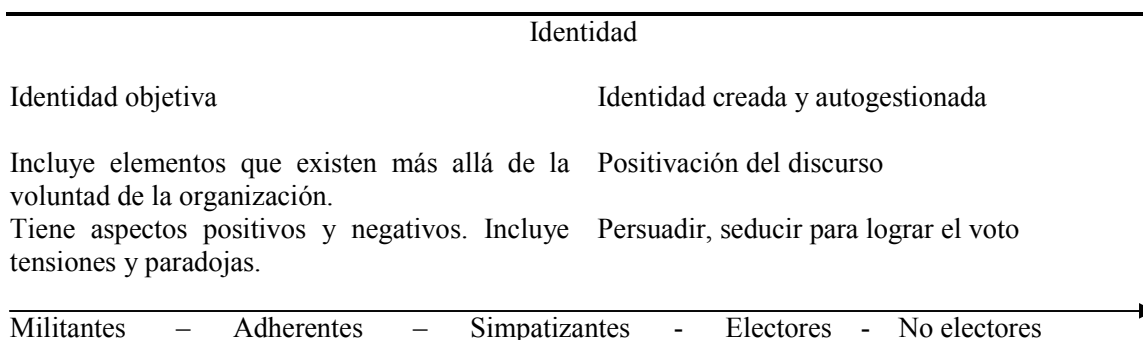 Identidad
Identidad objetiva
Identidad creada y autogestionada
Incluye elementos que existen más allá de la
voluntad de la organización.
Positivación del discurso
Tiene aspectos positivos y negativos. Incluye
tensiones y paradojas.
Persuadir, seducir para lograr el voto
Militantes – Adherentes – Simpatizantes - Electores - No electores